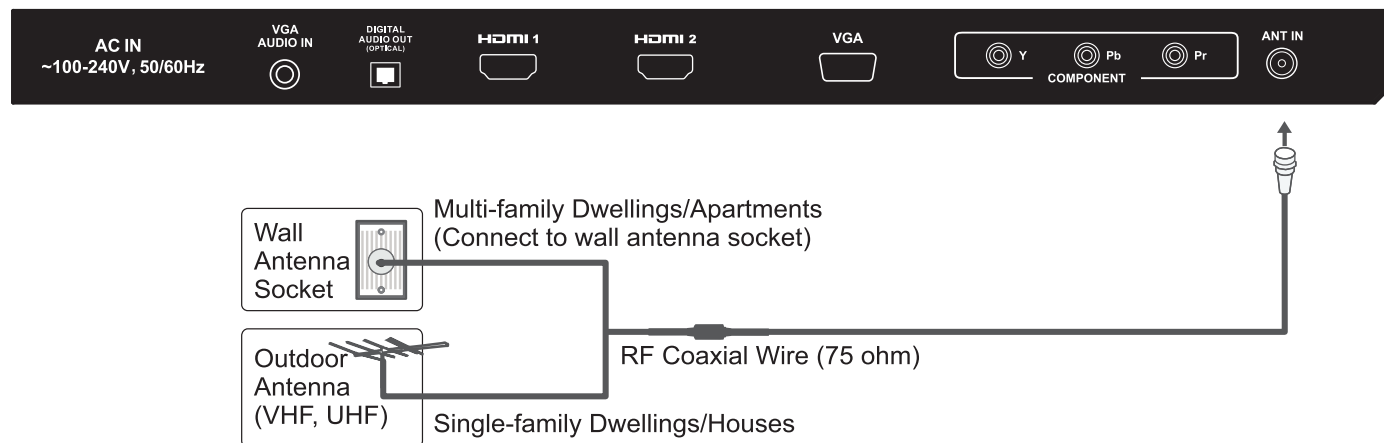 AC IN
~100-240V, 50/60Hz
VGA
AUDIO IN
DIGITAL
AUDIO OUT
(OPTICAL)
HDMI 1
HDMI 2
VGA
Y
Pb
Pr
COMPONENT
ANT IN
Wall
Antenna
Socket
Multi-family Dwellings/Apartments
(Connect to wall antenna socket)
RF Coaxial Wire (75 ohm)
Outdoor
Antenna
(VHF, UHF)
Single-family Dwellings/Houses